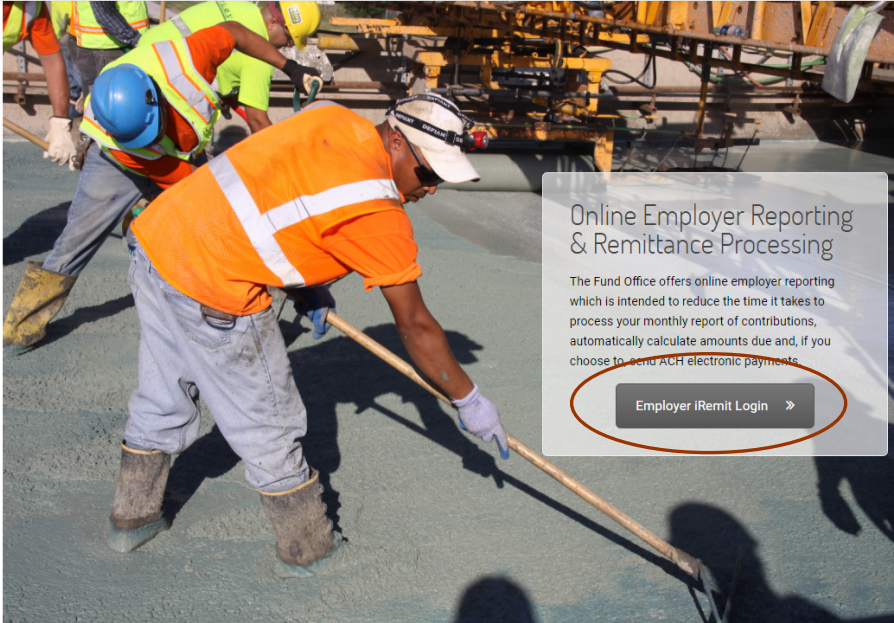 DEFIANT
Online Employer Reporting
& Remittance Processing
The Fund Office offers online employer reporting
which is intended to reduce the time it takes to
process your monthly report of contributions,
automatically calculate amounts due and, if you
choose to, send ACH electronic payments.
Employer iRemit Login »